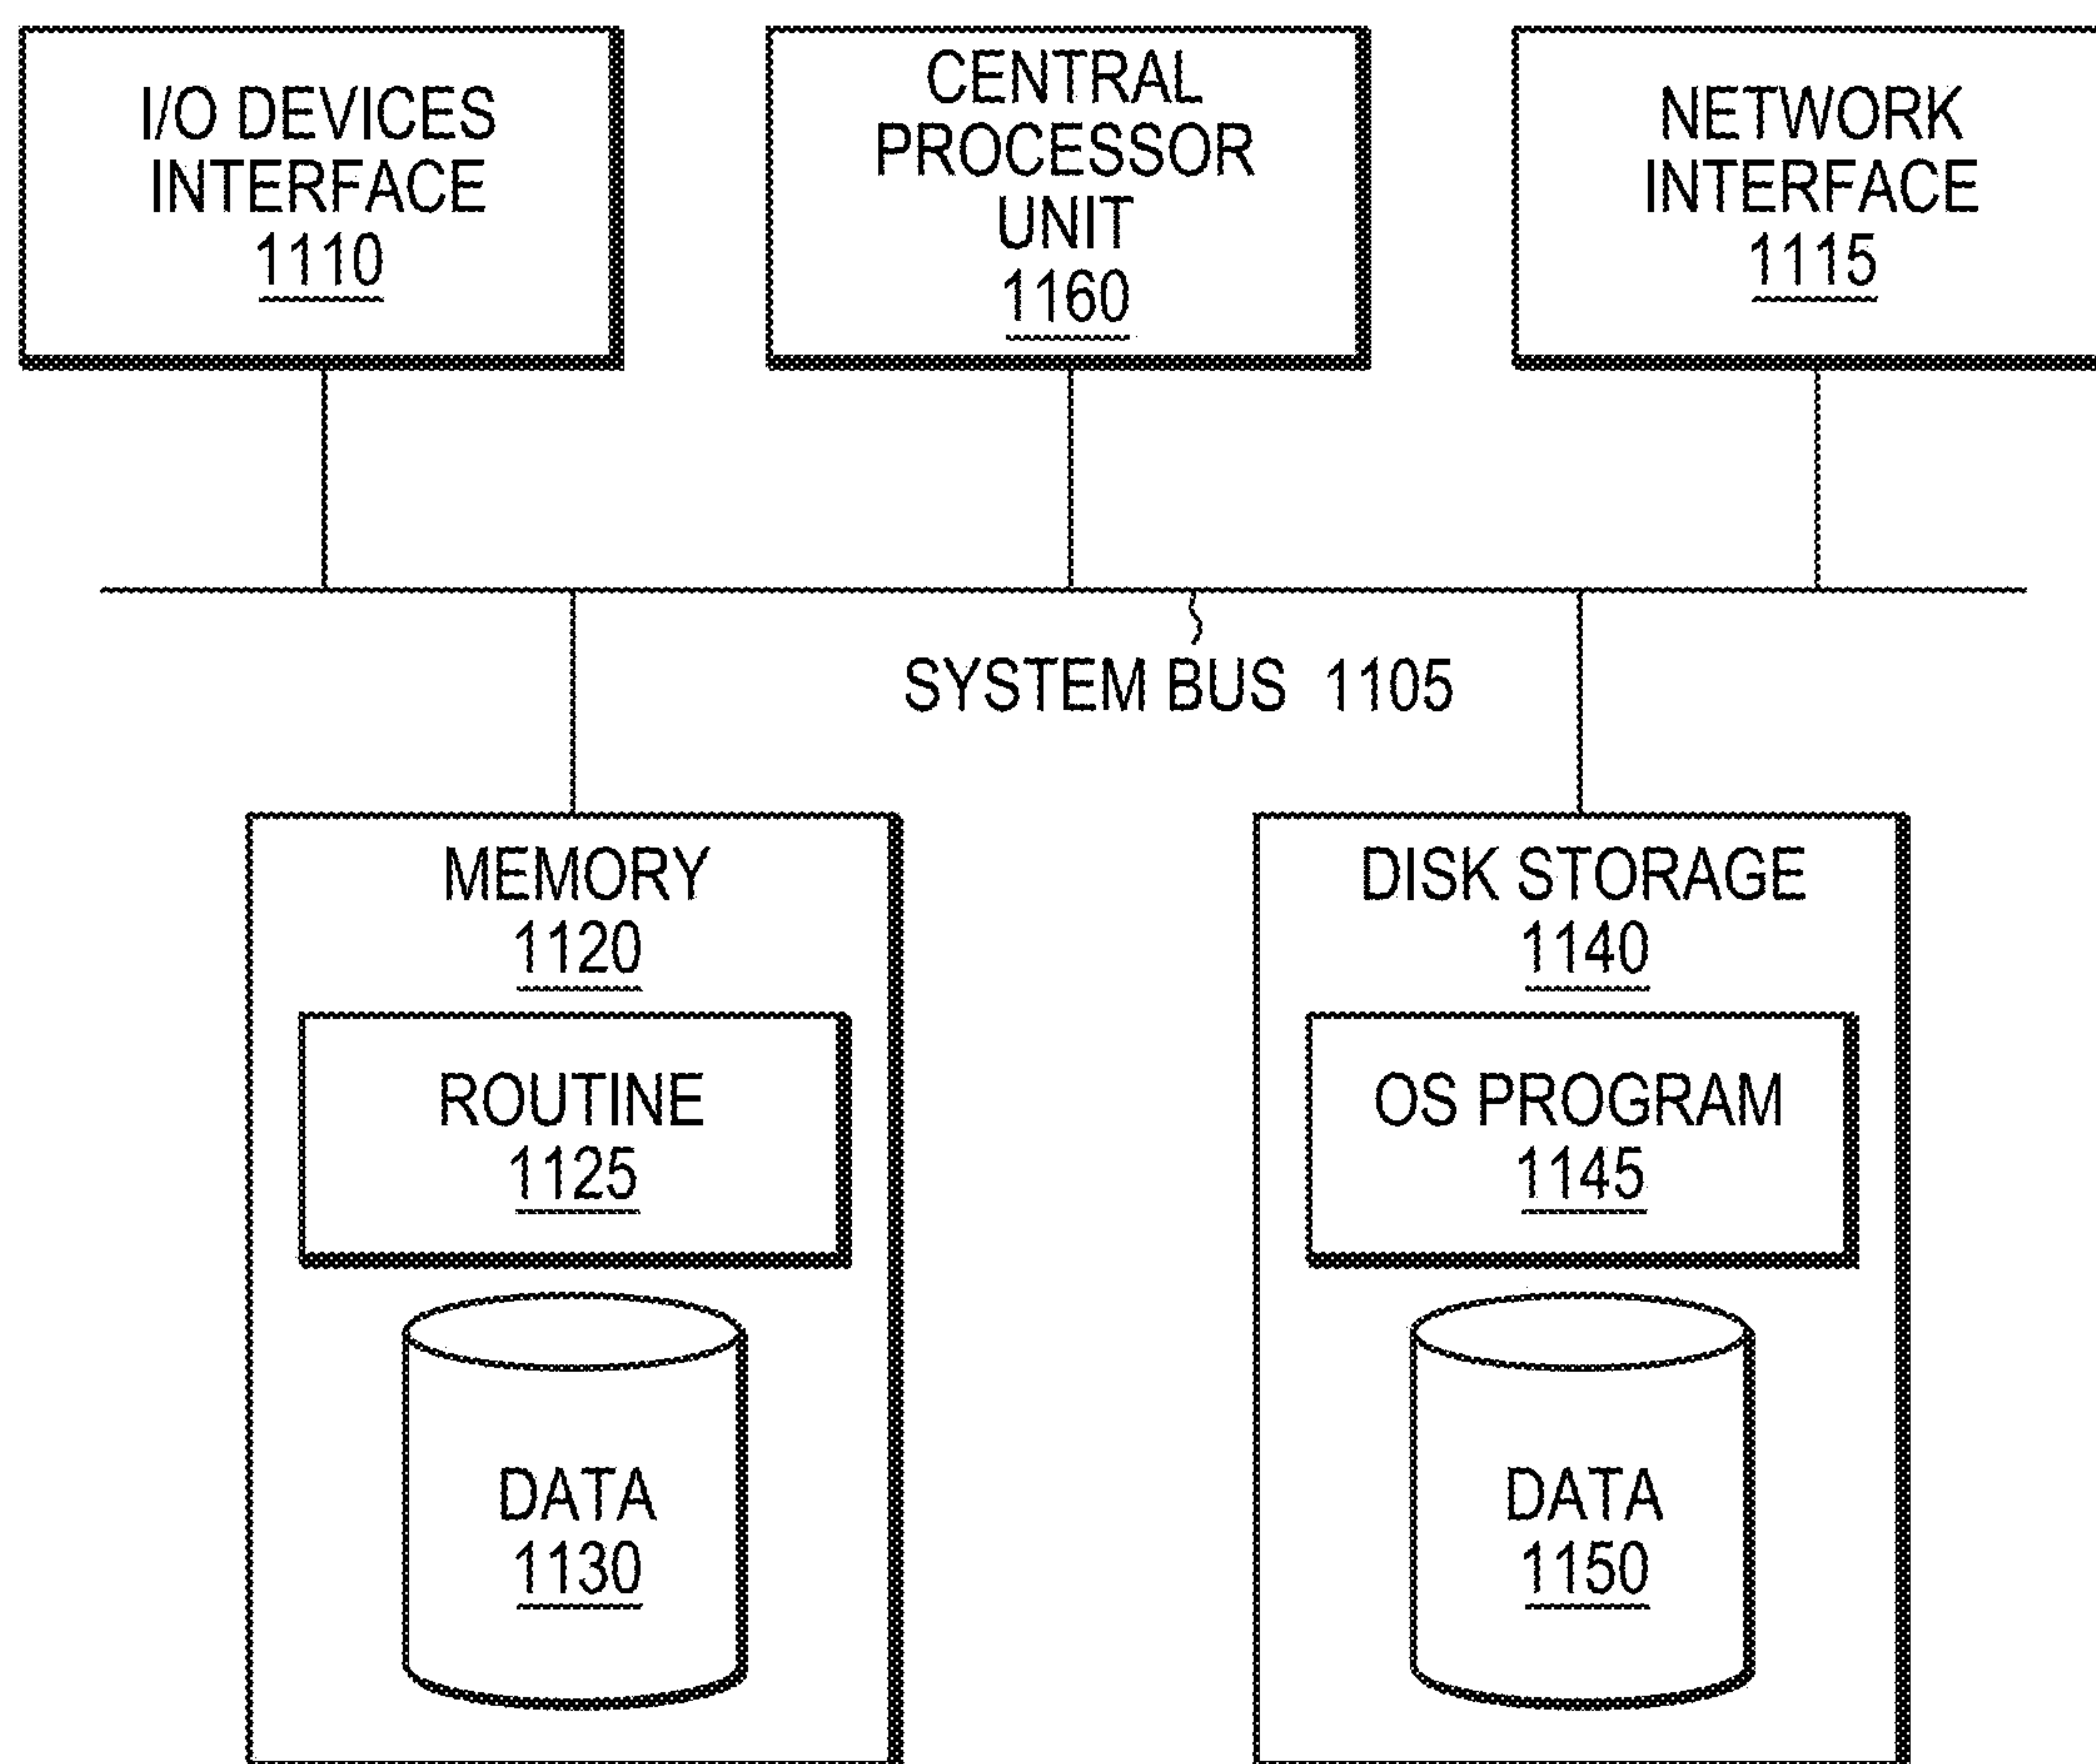 I/O DEVICES
INTERFACE
1110
CENTRAL
PROCESSOR
UNIT
1160
NETWORK
INTERFACE
1115
SYSTEM BUS 1105
MEMORY
1120
ROUTINE
1125
DATA
1130
DISK STORAGE
1140
OS PROGRAM
1145
DATA
1150